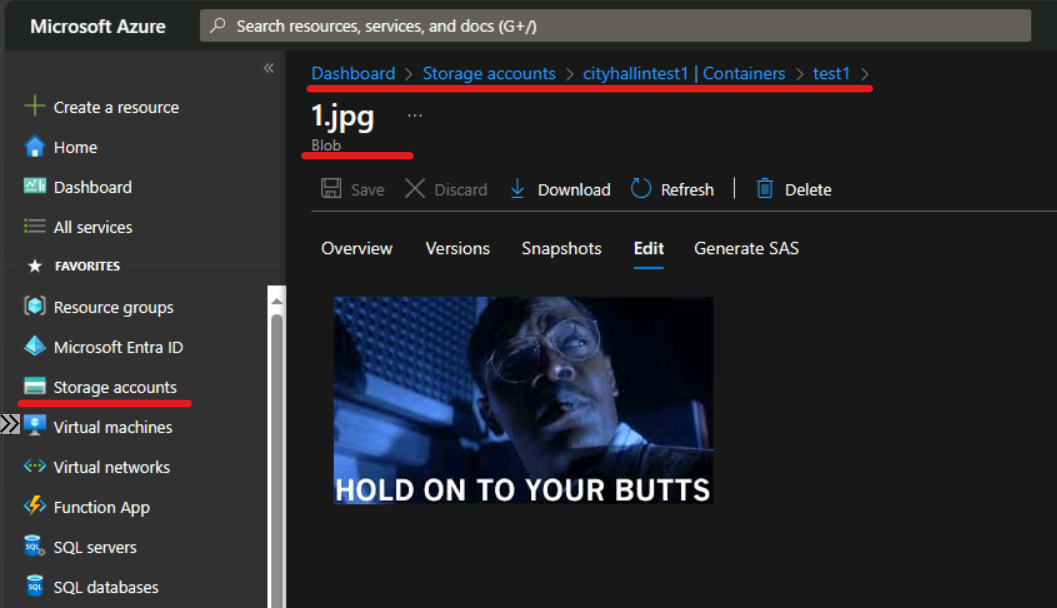 Microsoft Azure
Search resources, services, and docs (G+/)
«
Create a resource
Home
Dashboard
All services
FAVORITES
Resource groups
Microsoft Entra ID
Storage accounts
Virtual machines
Virtual networks
Function App
SQL servers
SQL databases
Dashboard > Storage accounts > cityhallintest1 | Containers > test1 >
1.jpg ...
Blob
Save Discard Download Refresh | Delete
Overview Versions Snapshots Edit Generate SAS
HOLD ON TO YOUR BUTTS